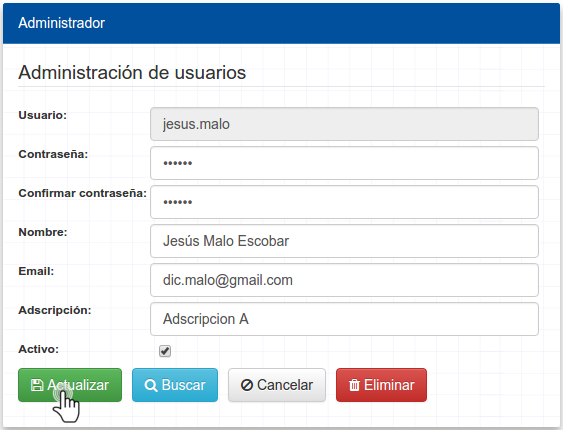 Administrador
Administración de usuarios
Usuario: jesus.malo
Contraseña: ••••••
Confirmar contraseña: ••••••
Nombre: Jesús Malo Escobar
Email: dic.malo@gmail.com
Adscripción: Adscripcion A
Activo:
Actualizar Buscar Cancelar Eliminar